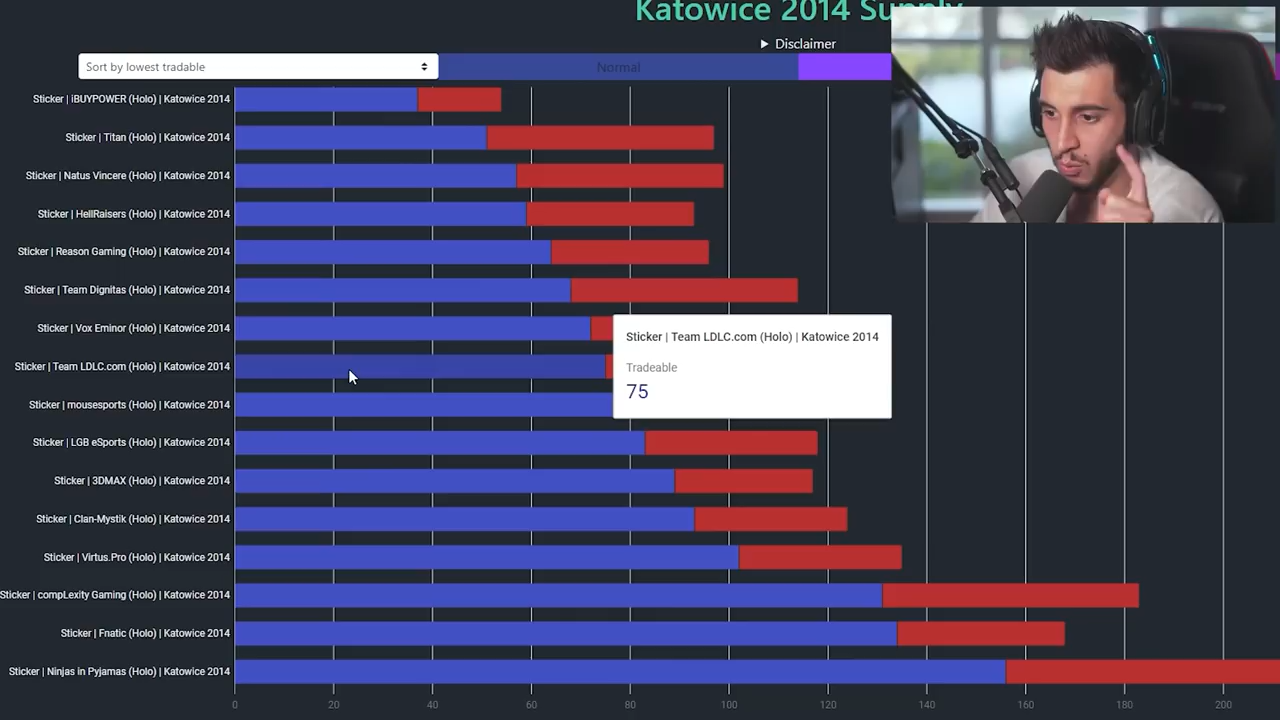 Katowice 2014 Supply
Disclaimer
Sort by lowest tradable
Normal
Sticker | iBUYPOWER (Holo) | Katowice 2014
Sticker | Titan (Holo) | Katowice 2014
Sticker | Natus Vincere (Holo) | Katowice 2014
Sticker | HellRaisers (Holo) | Katowice 2014
Sticker | Reason Gaming (Holo) | Katowice 2014
Sticker | Team Dignitas (Holo) | Katowice 2014
Sticker | Vox Eminor (Holo) | Katowice 2014
Sticker | Team LDLC.com (Holo) | Katowice 2014
Tradeable
75
Sticker | Team LDLC.com (Holo) | Katowice 2014
Sticker | mousesports (Holo) | Katowice 2014
Sticker | LGB eSports (Holo) | Katowice 2014
Sticker | 3DMAX (Holo) | Katowice 2014
Sticker | Clan-Mystik (Holo) | Katowice 2014
Sticker | Virtus.Pro (Holo) | Katowice 2014
Sticker | compLexity Gaming (Holo) | Katowice 2014
Sticker | Fnatic (Holo) | Katowice 2014
Sticker | Ninjas in Pyjamas (Holo) | Katowice 2014
0 20 40 60 80 100 120 140 160 180 200